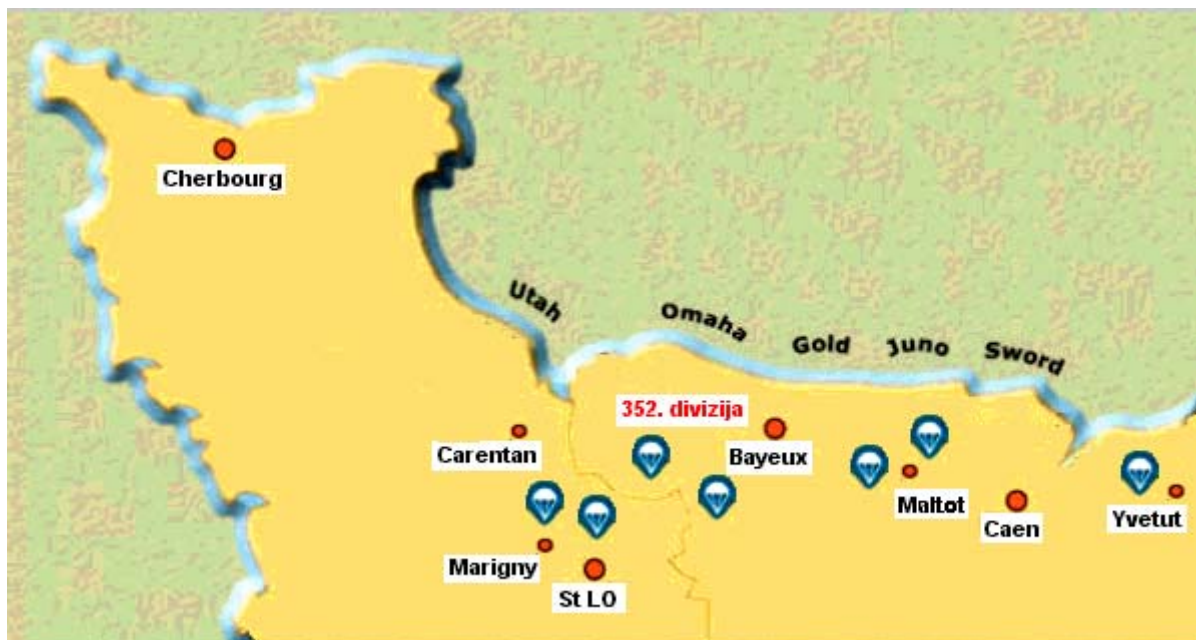 Cherbourg
Utah
Omaha
Gold
Juno
Sword
352. divizija
Carentan
Bayeux
Maltot
Caen
Yvetut
Marigny
St LO